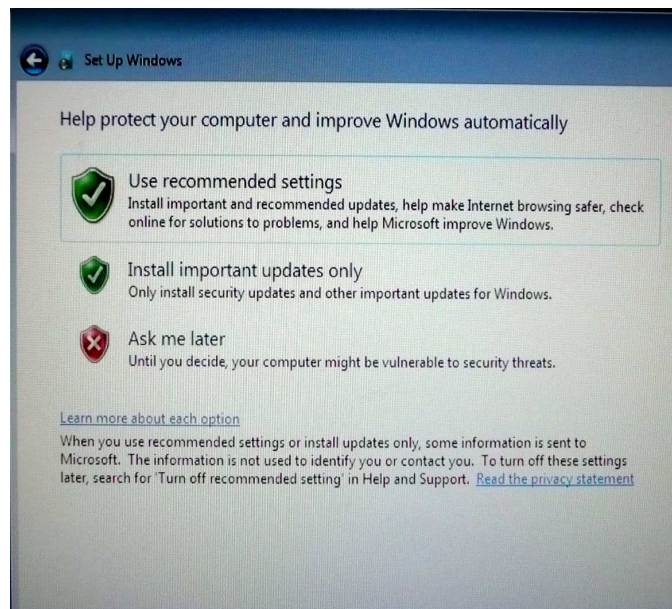 Set Up Windows
Help protect your computer and improve Windows automatically
Use recommended settings
Install important and recommended updates, help make Internet browsing safer, check
online for solutions to problems, and help Microsoft improve Windows.
Install important updates only
Only install security updates and other important updates for Windows.
Ask me later
Until you decide, your computer might be vulnerable to security threats.
Learn more about each option
When you use recommended settings or install updates only, some information is sent to
Microsoft. The information is not used to identify you or contact you. To turn off these settings
later, search for 'Turn off recommended setting' in Help and Support. Read the privacy statement